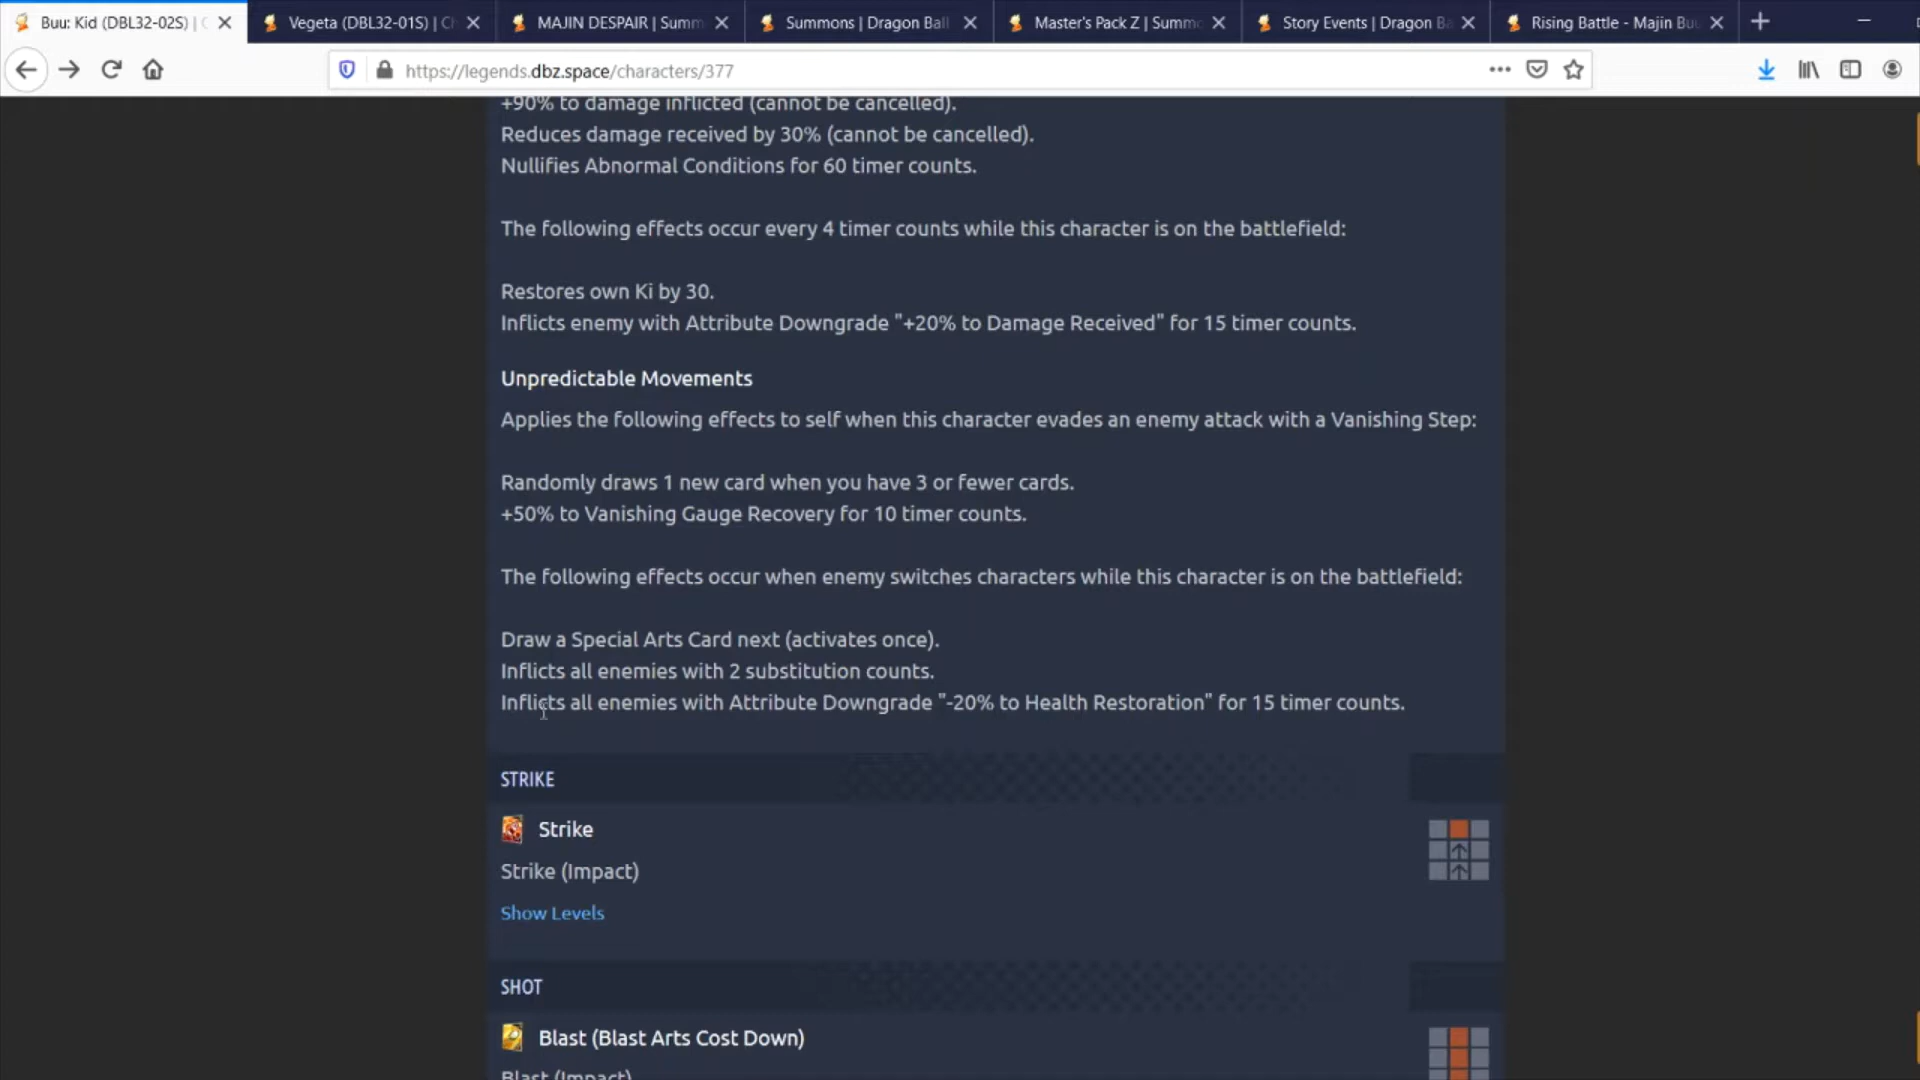 Buu: Kid (DBL32-02S) | C
Vegeta (DBL32-01S) | Ch
MAJIN DESPAIR | Summ
Summons | Dragon Ball
Master's Pack Z | Summo
Story Events | Dragon Ba
Rising Battle - Majin Buu
https://legends.dbz.space/characters/377
+90% to damage inflicted (cannot be cancelled).
Reduces damage received by 30% (cannot be cancelled).
Nullifies Abnormal Conditions for 60 timer counts.
The following effects occur every 4 timer counts while this character is on the battlefield:
Restores own Ki by 30.
Inflicts enemy with Attribute Downgrade "+20% to Damage Received" for 15 timer counts.
Unpredictable Movements
Applies the following effects to self when this character evades an enemy attack with a Vanishing Step:
Randomly draws 1 new card when you have 3 or fewer cards.
+50% to Vanishing Gauge Recovery for 10 timer counts.
The following effects occur when enemy switches characters while this character is on the battlefield:
Draw a Special Arts Card next (activates once).
Inflicts all enemies with 2 substitution counts.
Inflicts all enemies with Attribute Downgrade "-20% to Health Restoration" for 15 timer counts.
STRIKE
Strike
Strike (Impact)
Show Levels
SHOT
Blast (Blast Arts Cost Down)
Blast (Impact)